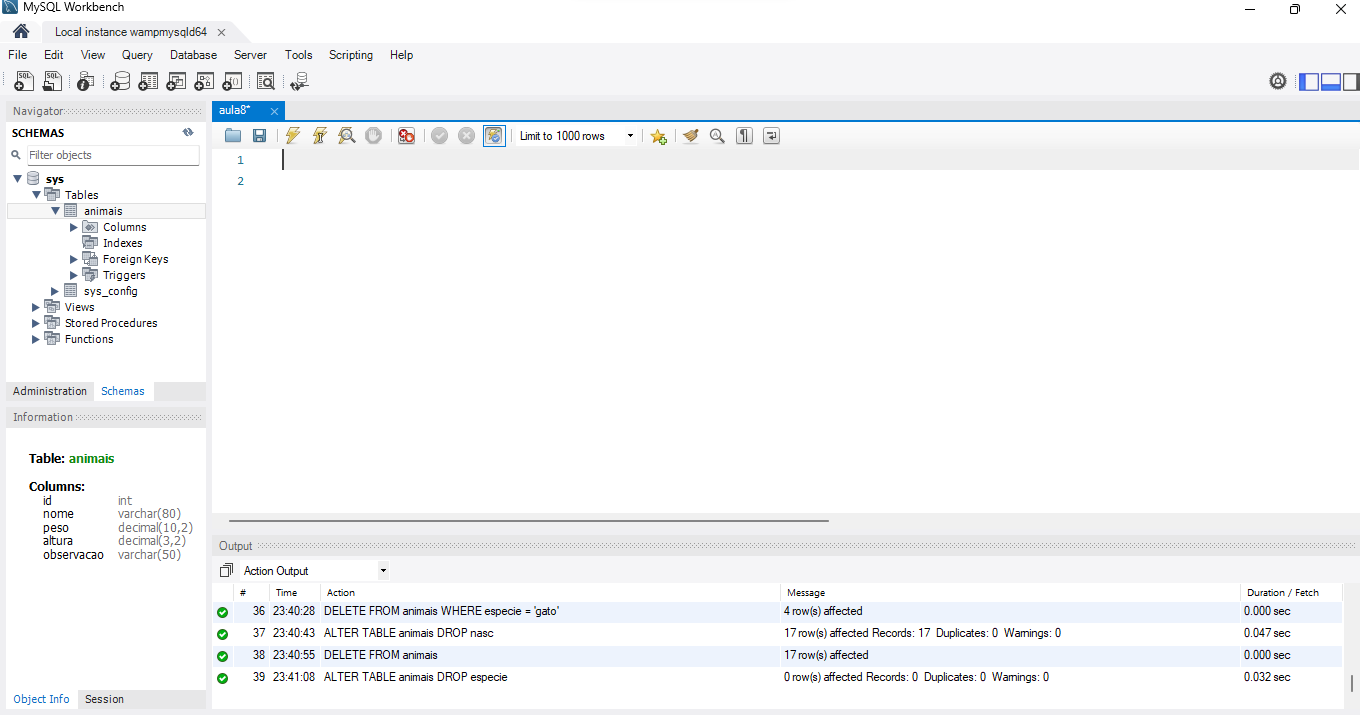 MySQL Workbench
Local instance wampmysqld64
File Edit View Query Database Server Tools Scripting Help
Navigator
SCHEMAS
Filter objects
sys
Tables
animais
Columns
Indexes
Foreign Keys
Triggers
sys_config
Views
Stored Procedures
Functions
Administration Schemas
Information
Table: animais
Columns:
id int
nome varchar(80)
peso decimal(10,2)
altura decimal(3,2)
observacao varchar(50)
Object Info Session
aula8*
Limit to 1000 rows
1
2
Output
Action Output
# Time Action Message Duration / Fetch
36 23:40:28 DELETE FROM animais WHERE especie = 'gato' 4 row(s) affected 0.000 sec
37 23:40:43 ALTER TABLE animais DROP nasc 17 row(s) affected Records: 17 Duplicates: 0 Warnings: 0 0.047 sec
38 23:40:55 DELETE FROM animais 17 row(s) affected 0.000 sec
39 23:41:08 ALTER TABLE animais DROP especie 0 row(s) affected Records: 0 Duplicates: 0 Warnings: 0 0.032 sec